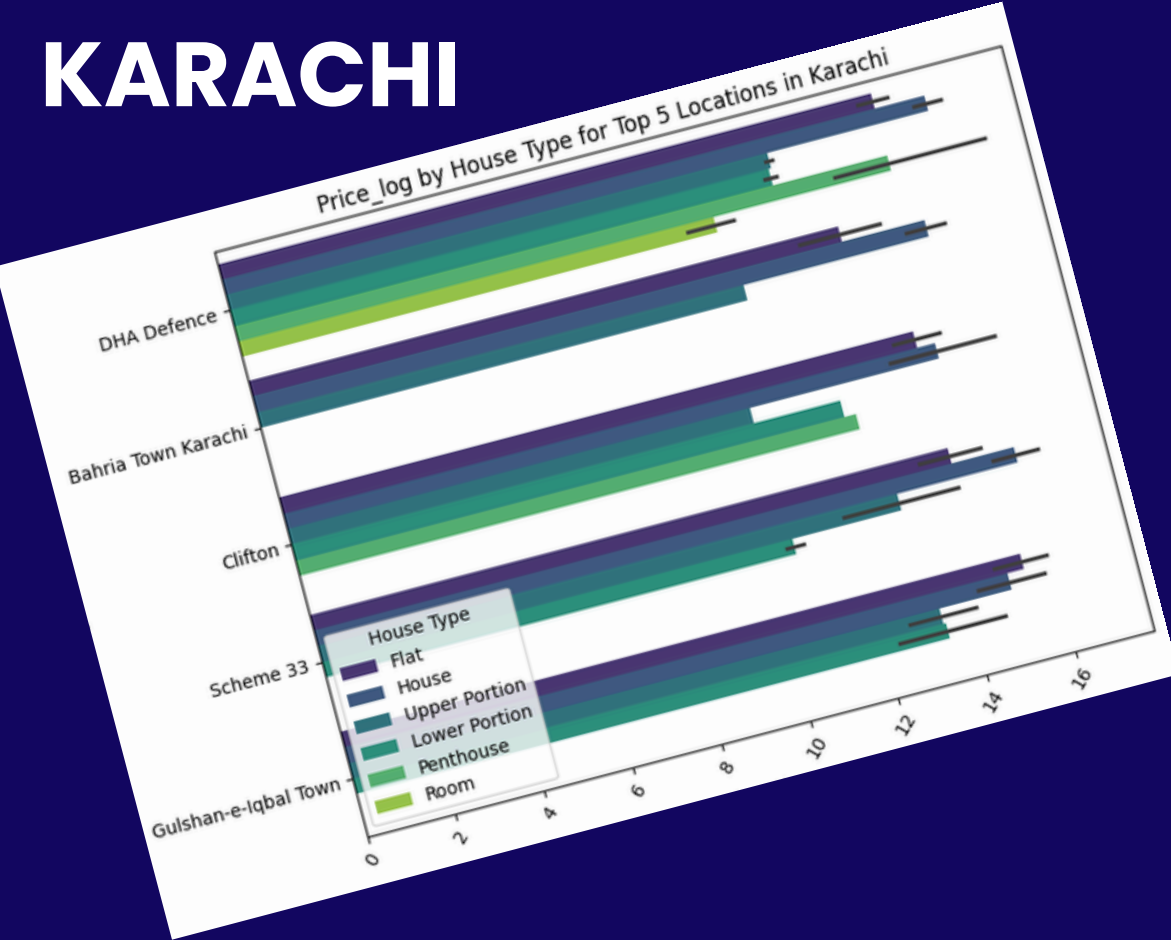 KARACHI
Price_log by House Type for Top 5 Locations in Karachi
DHA Defence
Bahria Town Karachi
Clifton
Scheme 33
Gulshan-e-Iqbal Town
House Type
Flat
House
Upper Portion
Lower Portion
Penthouse
Room
0
2
4
6
8
10
12
14
16